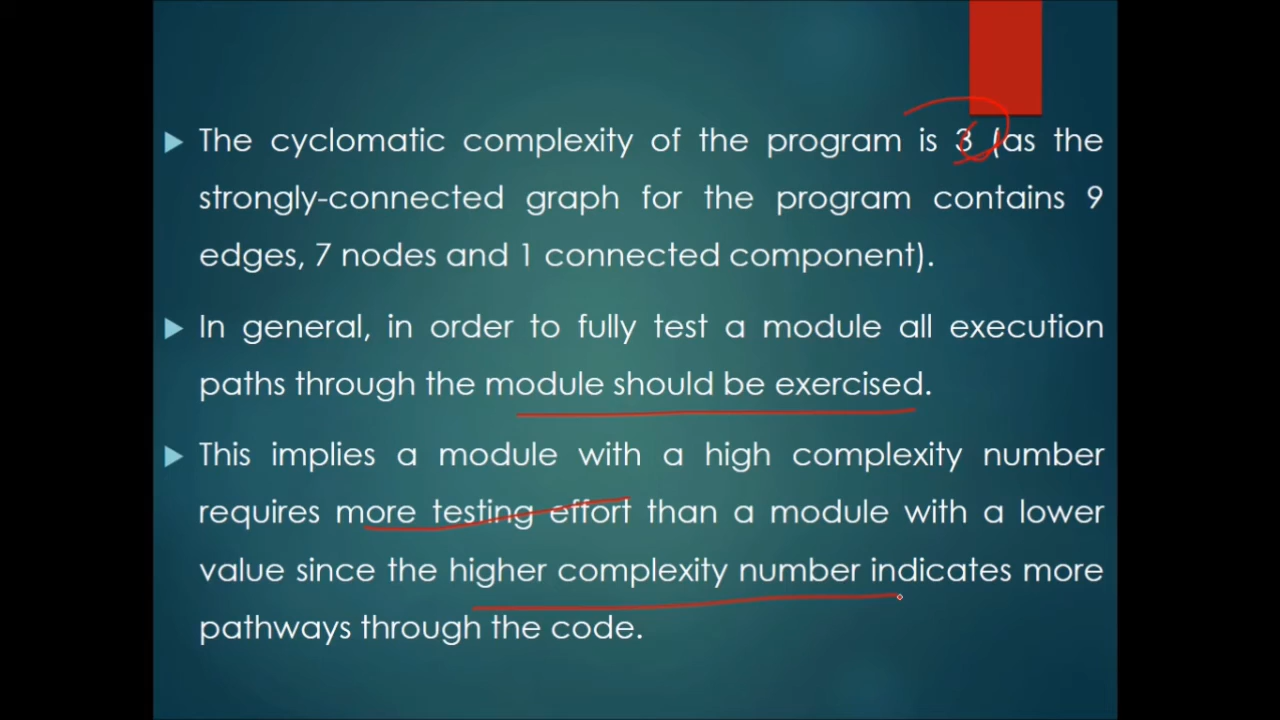 The cyclomatic complexity of the program is 3 (as the
strongly-connected graph for the program contains 9
edges, 7 nodes and 1 connected component).
In general, in order to fully test a module all execution
paths through the module should be exercised.
This implies a module with a high complexity number
requires more testing effort than a module with a lower
value since the higher complexity number indicates more
pathways through the code.